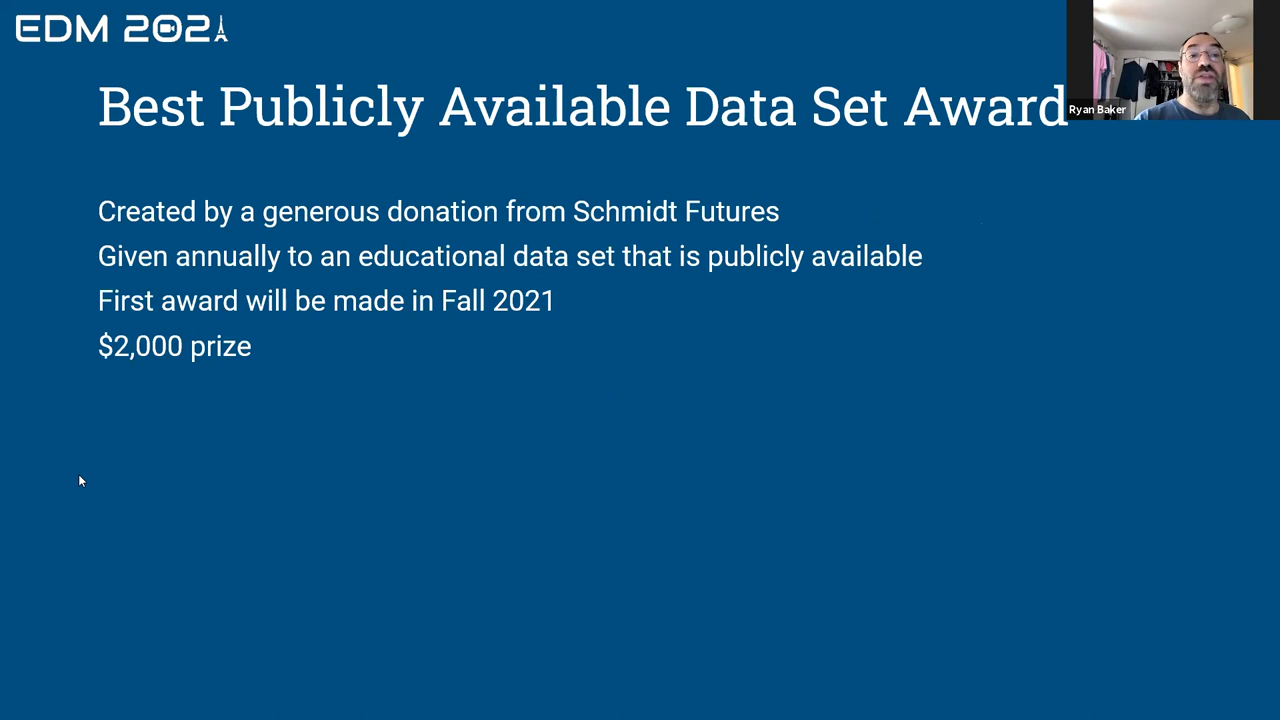 EDM 2021
Best Publicly Available Data Set Award
Ryan Baker
Created by a generous donation from Schmidt Futures
Given annually to an educational data set that is publicly available
First award will be made in Fall 2021
$2,000 prize